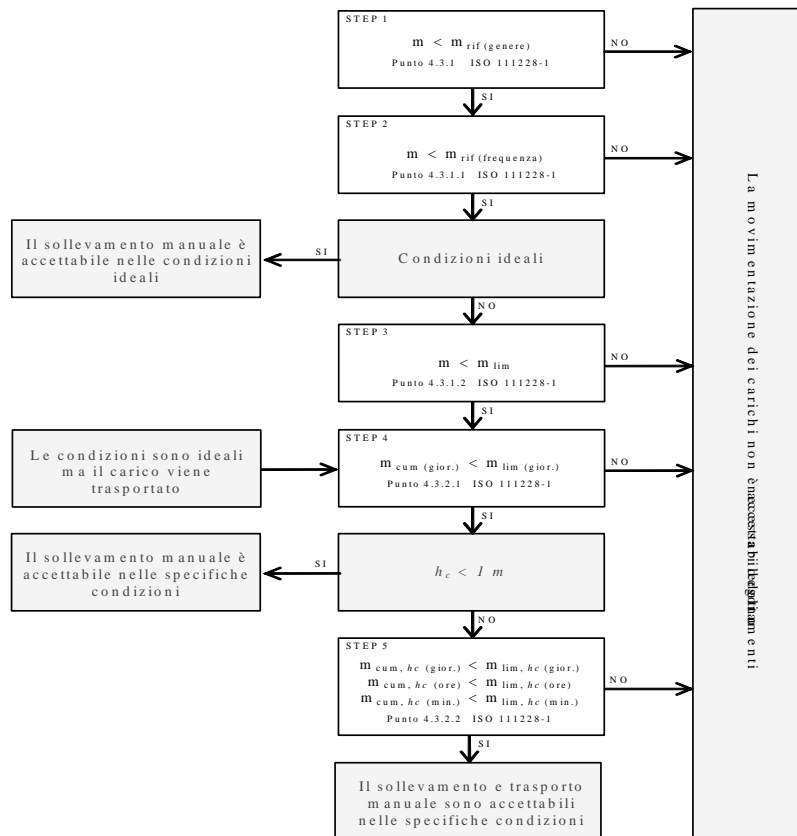 STEP 1
m < m rif (genere)
Punto 4.3.1 ISO 111228-1
NO
SI
STEP 2
m < m rif (frequenza)
Punto 4.3.1.1 ISO 111228-1
NO
SI
Il sollevamento manuale è
accettabile nelle condizioni
ideali
SI
Condizioni ideali
NO
STEP 3
m < m lim
Punto 4.3.1.2 ISO 111228-1
NO
SI
Le condizioni sono ideali
ma il carico viene
trasportato
STEP 4
m cum (gior.) < m lim (gior.)
Punto 4.3.2.1 ISO 111228-1
NO
SI
Il sollevamento manuale è
accettabile nelle specifiche
condizioni
SI
h c < 1 m
NO
STEP 5
m cum, hc (gior.) < m lim, hc (gior.)
m cum, hc (ore) < m lim, hc (ore)
m cum, hc (min.) < m lim, hc (min.)
Punto 4.3.2.2 ISO 111228-1
NO
SI
Il sollevamento e trasporto
manuale sono accettabili
nelle specifiche condizioni
La movimentazione dei carichi non è